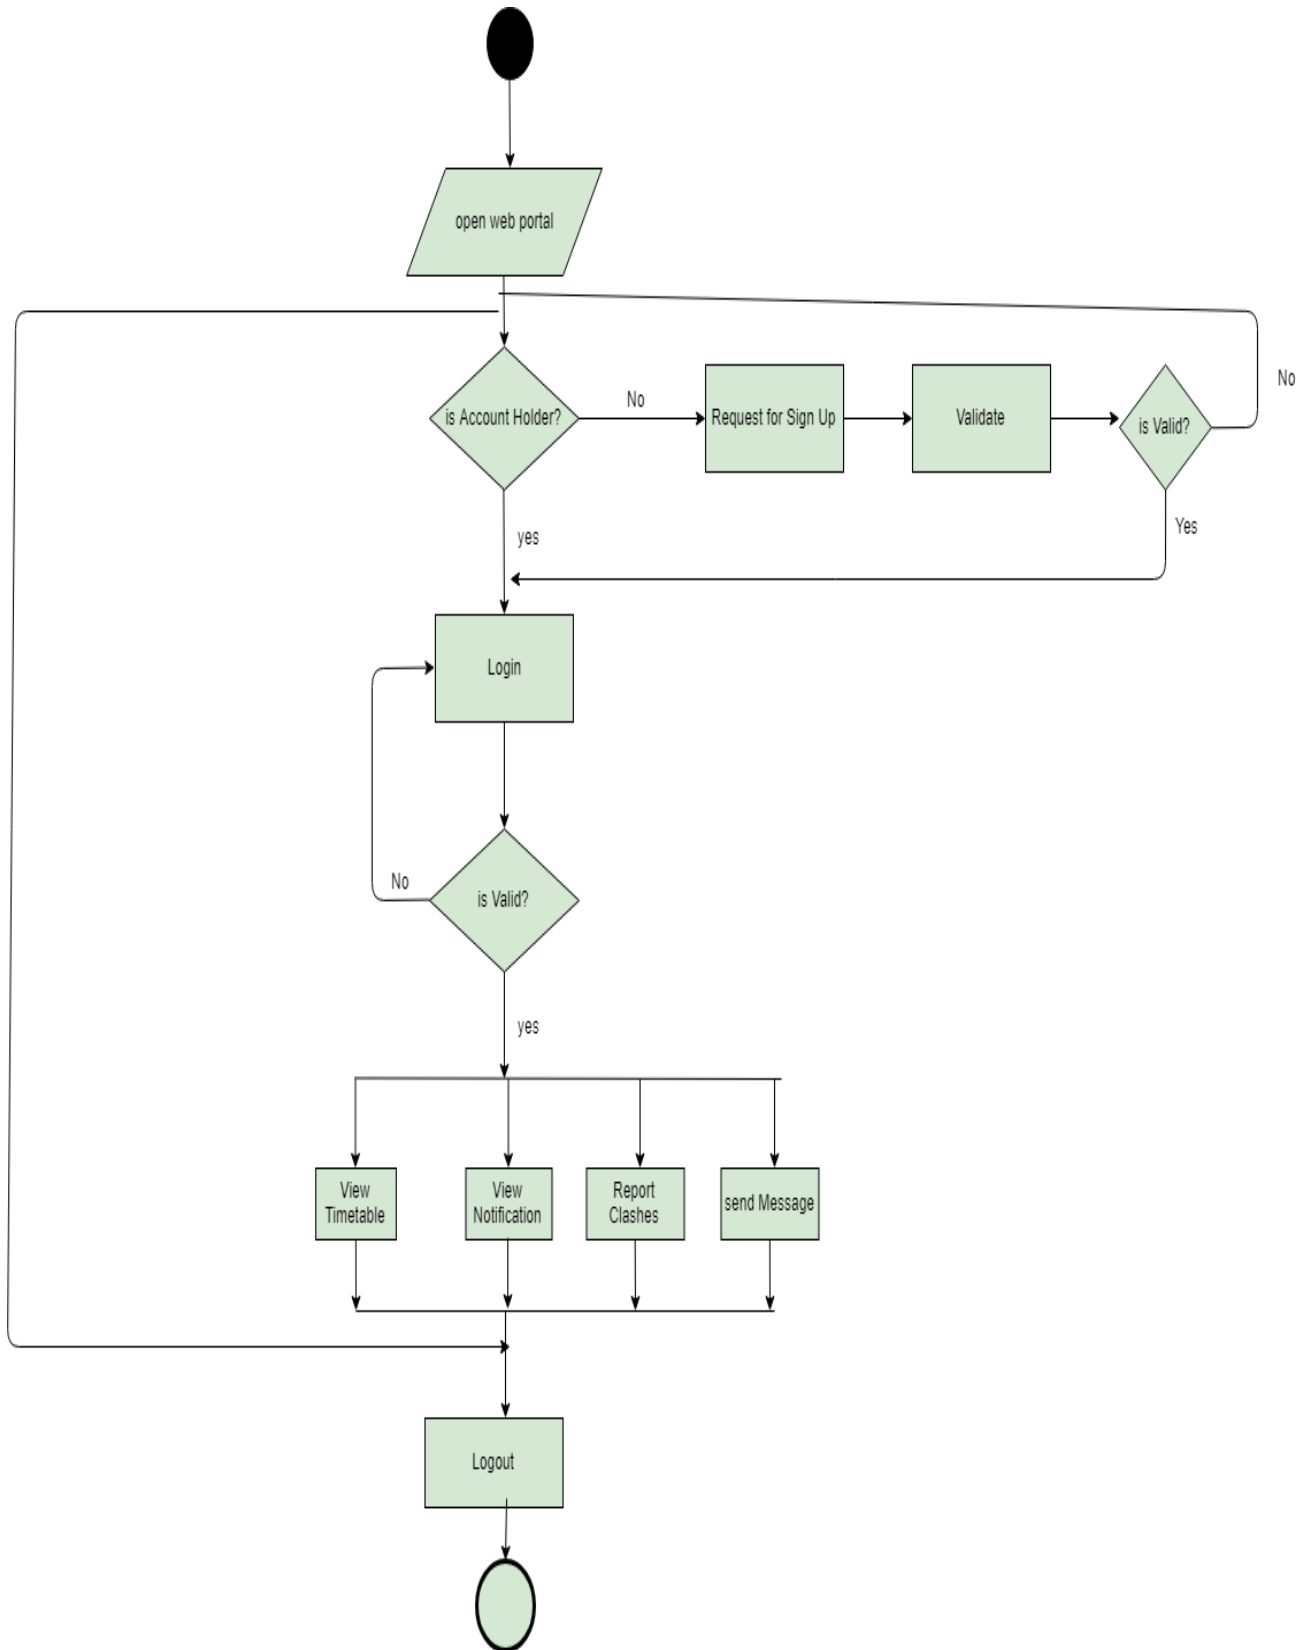 open web portal
is Account Holder?
No
Request for Sign Up
Validate
is Valid?
No
yes
Yes
Login
No
is Valid?
yes
View
Timetable
View
Notification
Report
Clashes
send Message
Logout